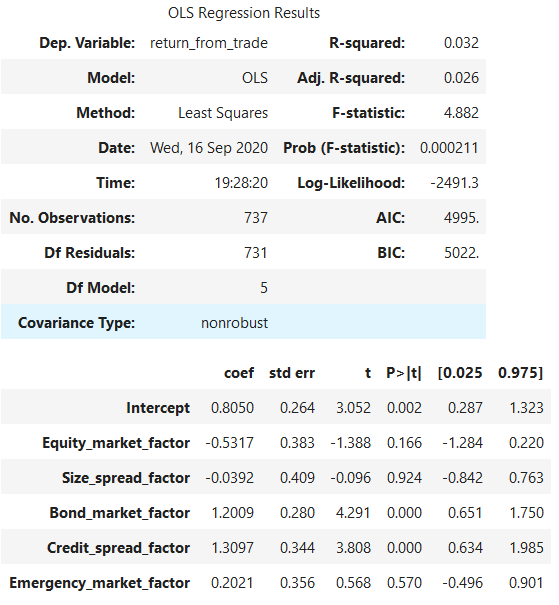 OLS Regression Results
Dep. Variable: return_from_trade R-squared: 0.032
Model: OLS Adj. R-squared: 0.026
Method: Least Squares F-statistic: 4.882
Date: Wed, 16 Sep 2020 Prob (F-statistic): 0.000211
Time: 19:28:20 Log-Likelihood: -2491.3
No. Observations: 737 AIC: 4995.
Df Residuals: 731 BIC: 5022.
Df Model: 5
Covariance Type: nonrobust
coef std err t P>|t| [0.025 0.975]
Intercept 0.8050 0.264 3.052 0.002 0.287 1.323
Equity_market_factor -0.5317 0.383 -1.388 0.166 -1.284 0.220
Size_spread_factor -0.0392 0.409 -0.096 0.924 -0.842 0.763
Bond_market_factor 1.2009 0.280 4.291 0.000 0.651 1.750
Credit_spread_factor 1.3097 0.344 3.808 0.000 0.634 1.985
Emergency_market_factor 0.2021 0.356 0.568 0.570 -0.496 0.901